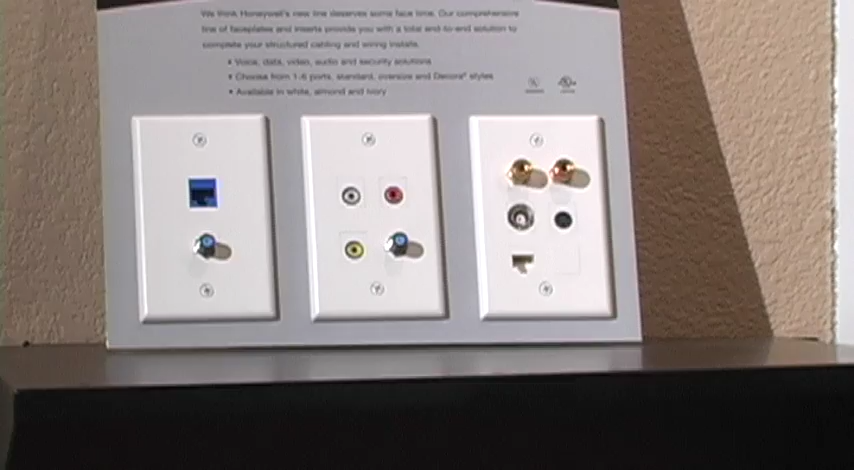 We think Honeywell's new line deserves some face time. Our comprehensive
line of faceplates and inserts provide you with a total end-to-end solution to
complete your structured cabling and wiring installs.
• Voice, data, video, audio and security solutions
• Choose from 1-6 ports, standard, oversize and Decora® styles
• Available in white, almond and ivory